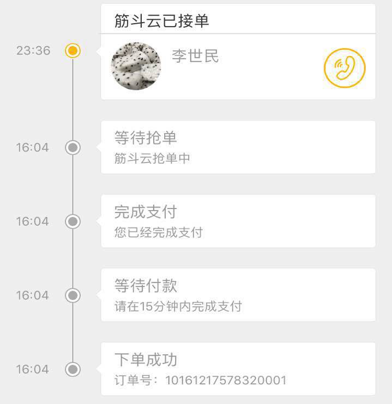 筋斗云已接单
23:36
李世民
等待抢单
16:04
筋斗云抢单中
完成支付
16:04
您已经完成支付
等待付款
16:04
请在15分钟内完成支付
下单成功
16:04
订单号：10161217578320001